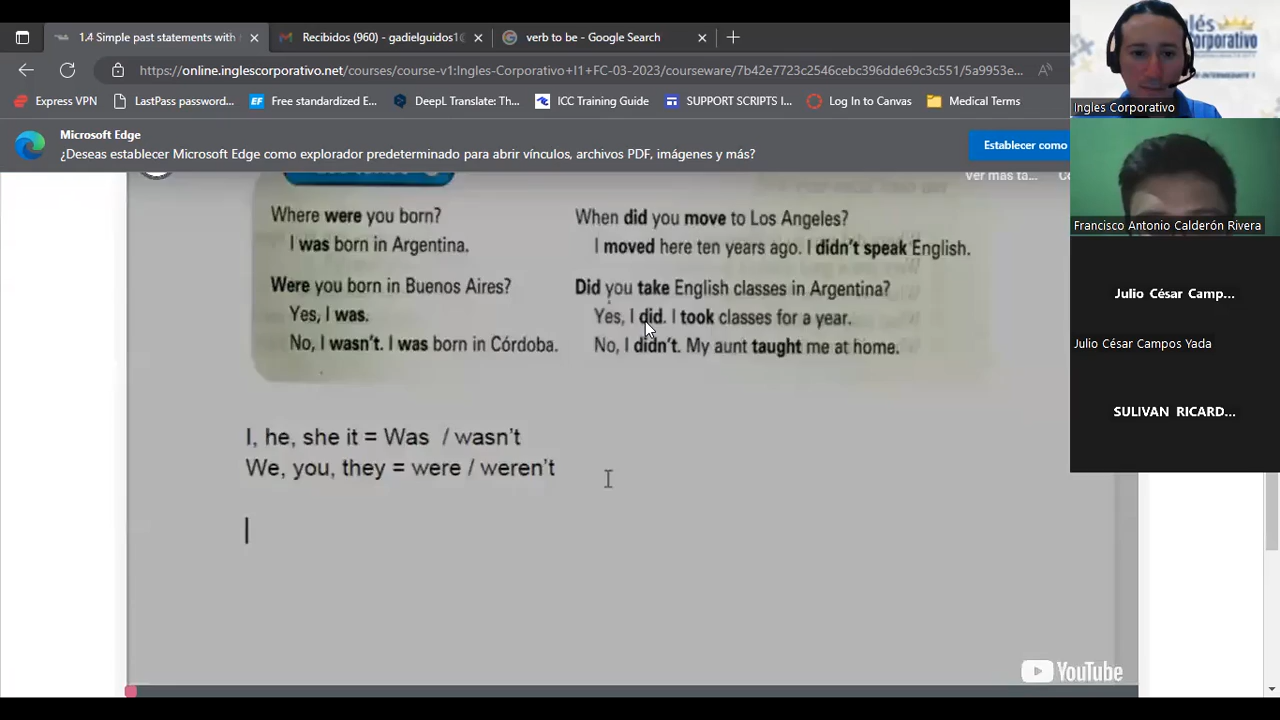 1.4 Simple past statements with
Recibidos (960) - gadielguidos1
verb to be - Google Search
https://online.inglescorporativo.net/courses/course-v1:Ingles-Corporativo+I1+FC-03-2023/courseware/7b42e7723c2546cebc396dde69c3c551/5a9953e...
Express VPN
LastPass password...
EF Free standardized E...
DeepL Translate: Th...
ICC Training Guide
SUPPORT SCRIPTS I...
Log In to Canvas
Medical Terms
Microsoft Edge
¿Deseas establecer Microsoft Edge como explorador predeterminado para abrir vínculos, archivos PDF, imágenes y más?
Establecer como
Ver más ta...
Where were you born?
I was born in Argentina.
Were you born in Buenos Aires?
Yes, I was.
No, I wasn't. I was born in Córdoba.
When did you move to Los Angeles?
I moved here ten years ago. I didn't speak English.
Did you take English classes in Argentina?
Yes, I did. I took classes for a year.
No, I didn't. My aunt taught me at home.
I, he, she it = Was / wasn't
We, you, they = were / weren't
YouTube
Ingles Corporativo
Francisco Antonio Calderón Rivera
Julio César Camp...
Julio César Campos Yada
SULIVAN RICARD...